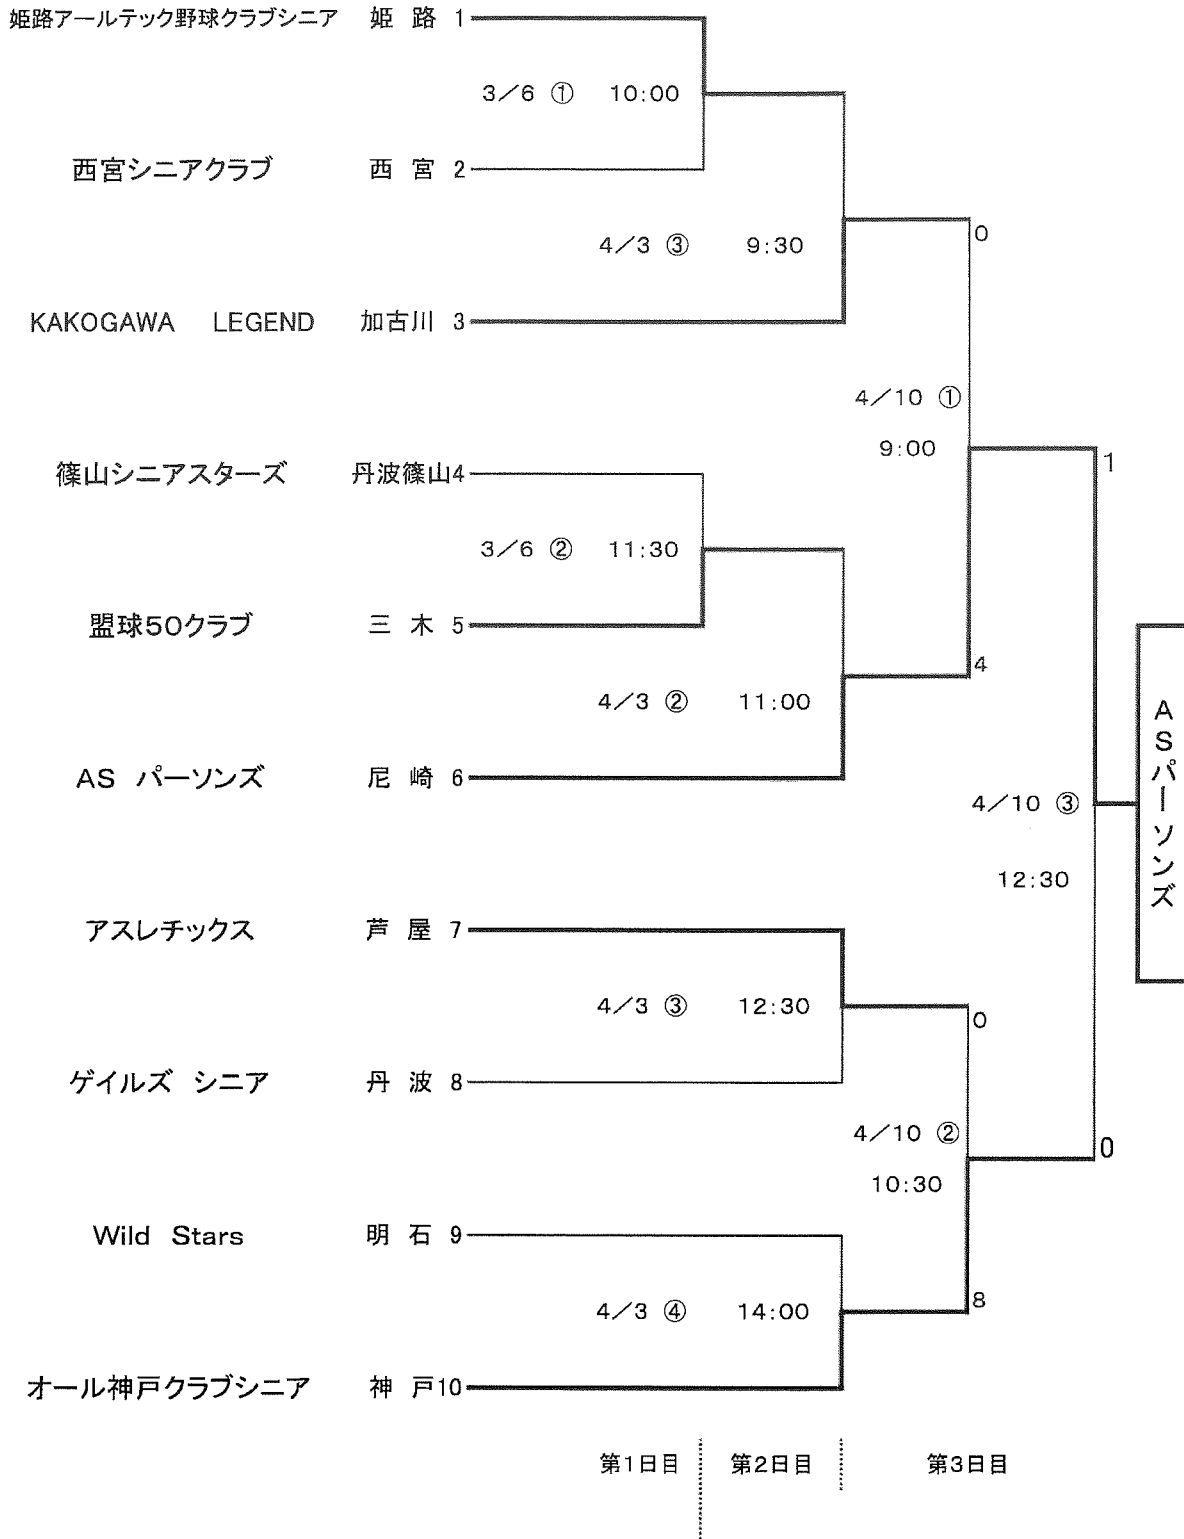 姫路アールテック野球クラブシニア 姫 路 1
3/6 ① 10:00
西宮シニアクラブ 西 宮 2
0
4/3 ③ 9:30
KAKOGAWA LEGEND 加古川 3
4/10 ①
9:00
1
篠山シニアスターズ 丹波篠山4
3/6 ② 11:30
盟球50クラブ 三 木 5
4
4/3 ② 11:00
AS パーソンズ 尼 崎 6
ASパーソンズ
4/10 ③
12:30
アスレチックス 芦 屋 7
4/3 ③ 12:30
0
ゲイルズ シニア 丹 波 8
4/10 ②
0
10:30
Wild Stars 明 石 9
8
4/3 ④ 14:00
オール神戸クラブシニア 神 戸10
第1日目 第2日目 第3日目